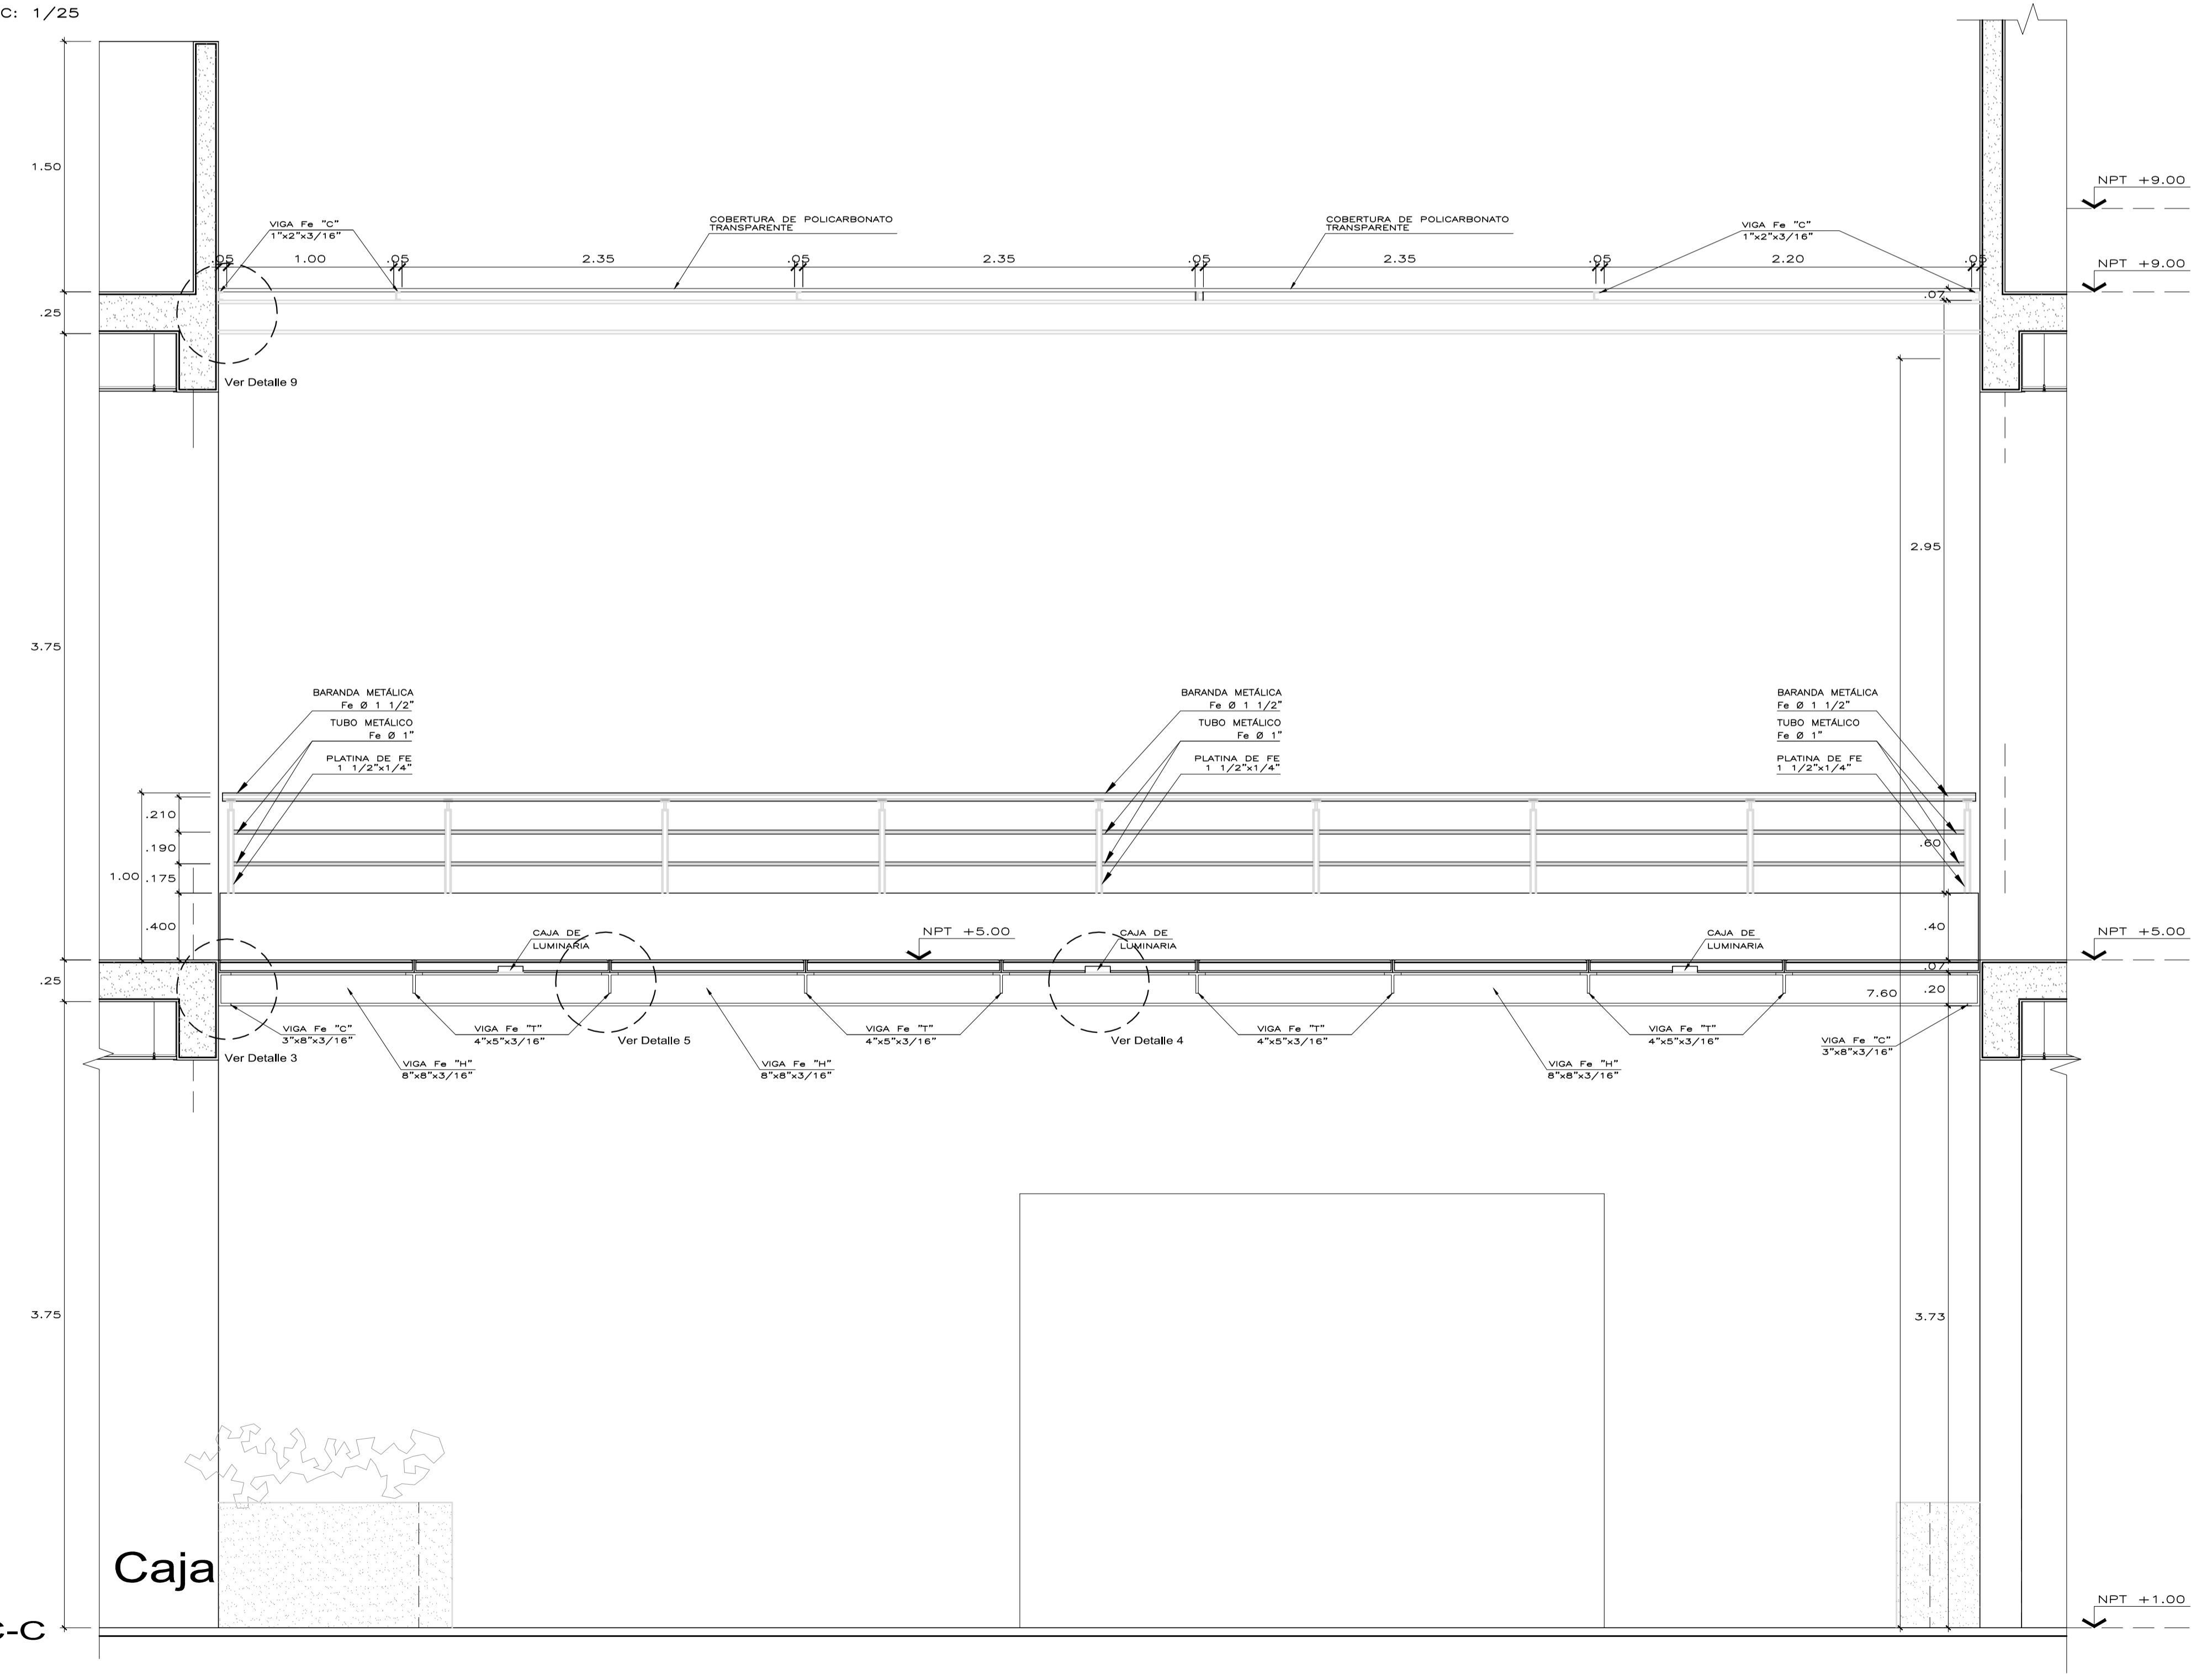 C: 1/25
1.50
NPT +9.00
VIGA Fe "C"
1"x2"x3/16"
COBERTURA DE POLICARBONATO
TRANSPARENTE
COBERTURA DE POLICARBONATO
TRANSPARENTE
VIGA Fe "C"
1"x2"x3/16"
.05
1.00
.05
2.35
.05
2.35
.05
2.35
.05
2.20
.05
NPT +9.00
.07
.25
Ver Detalle 9
2.95
3.75
BARANDA METÁLICA
Fe Ø 1 1/2"
TUBO METÁLICO
Fe Ø 1"
PLATINA DE FE
1 1/2"x1/4"
BARANDA METÁLICA
Fe Ø 1 1/2"
TUBO METÁLICO
Fe Ø 1"
PLATINA DE FE
1 1/2"x1/4"
BARANDA METÁLICA
Fe Ø 1 1/2"
TUBO METÁLICO
Fe Ø 1"
PLATINA DE FE
1 1/2"x1/4"
.210
.190
.60
1.00
.175
.400
.40
CAJA DE
LUMINARIA
NPT +5.00
CAJA DE
LUMINARIA
CAJA DE
LUMINARIA
NPT +5.00
.07
.25
7.60
.20
VIGA Fe "C"
3"x8"x3/16"
VIGA Fe "T"
4"x5"x3/16"
Ver Detalle 5
VIGA Fe "T"
4"x5"x3/16"
Ver Detalle 4
VIGA Fe "T"
4"x5"x3/16"
VIGA Fe "T"
4"x5"x3/16"
VIGA Fe "C"
3"x8"x3/16"
Ver Detalle 3
VIGA Fe "H"
8"x8"x3/16"
VIGA Fe "H"
8"x8"x3/16"
VIGA Fe "H"
8"x8"x3/16"
3.75
3.73
Caja
NPT +1.00
C-C